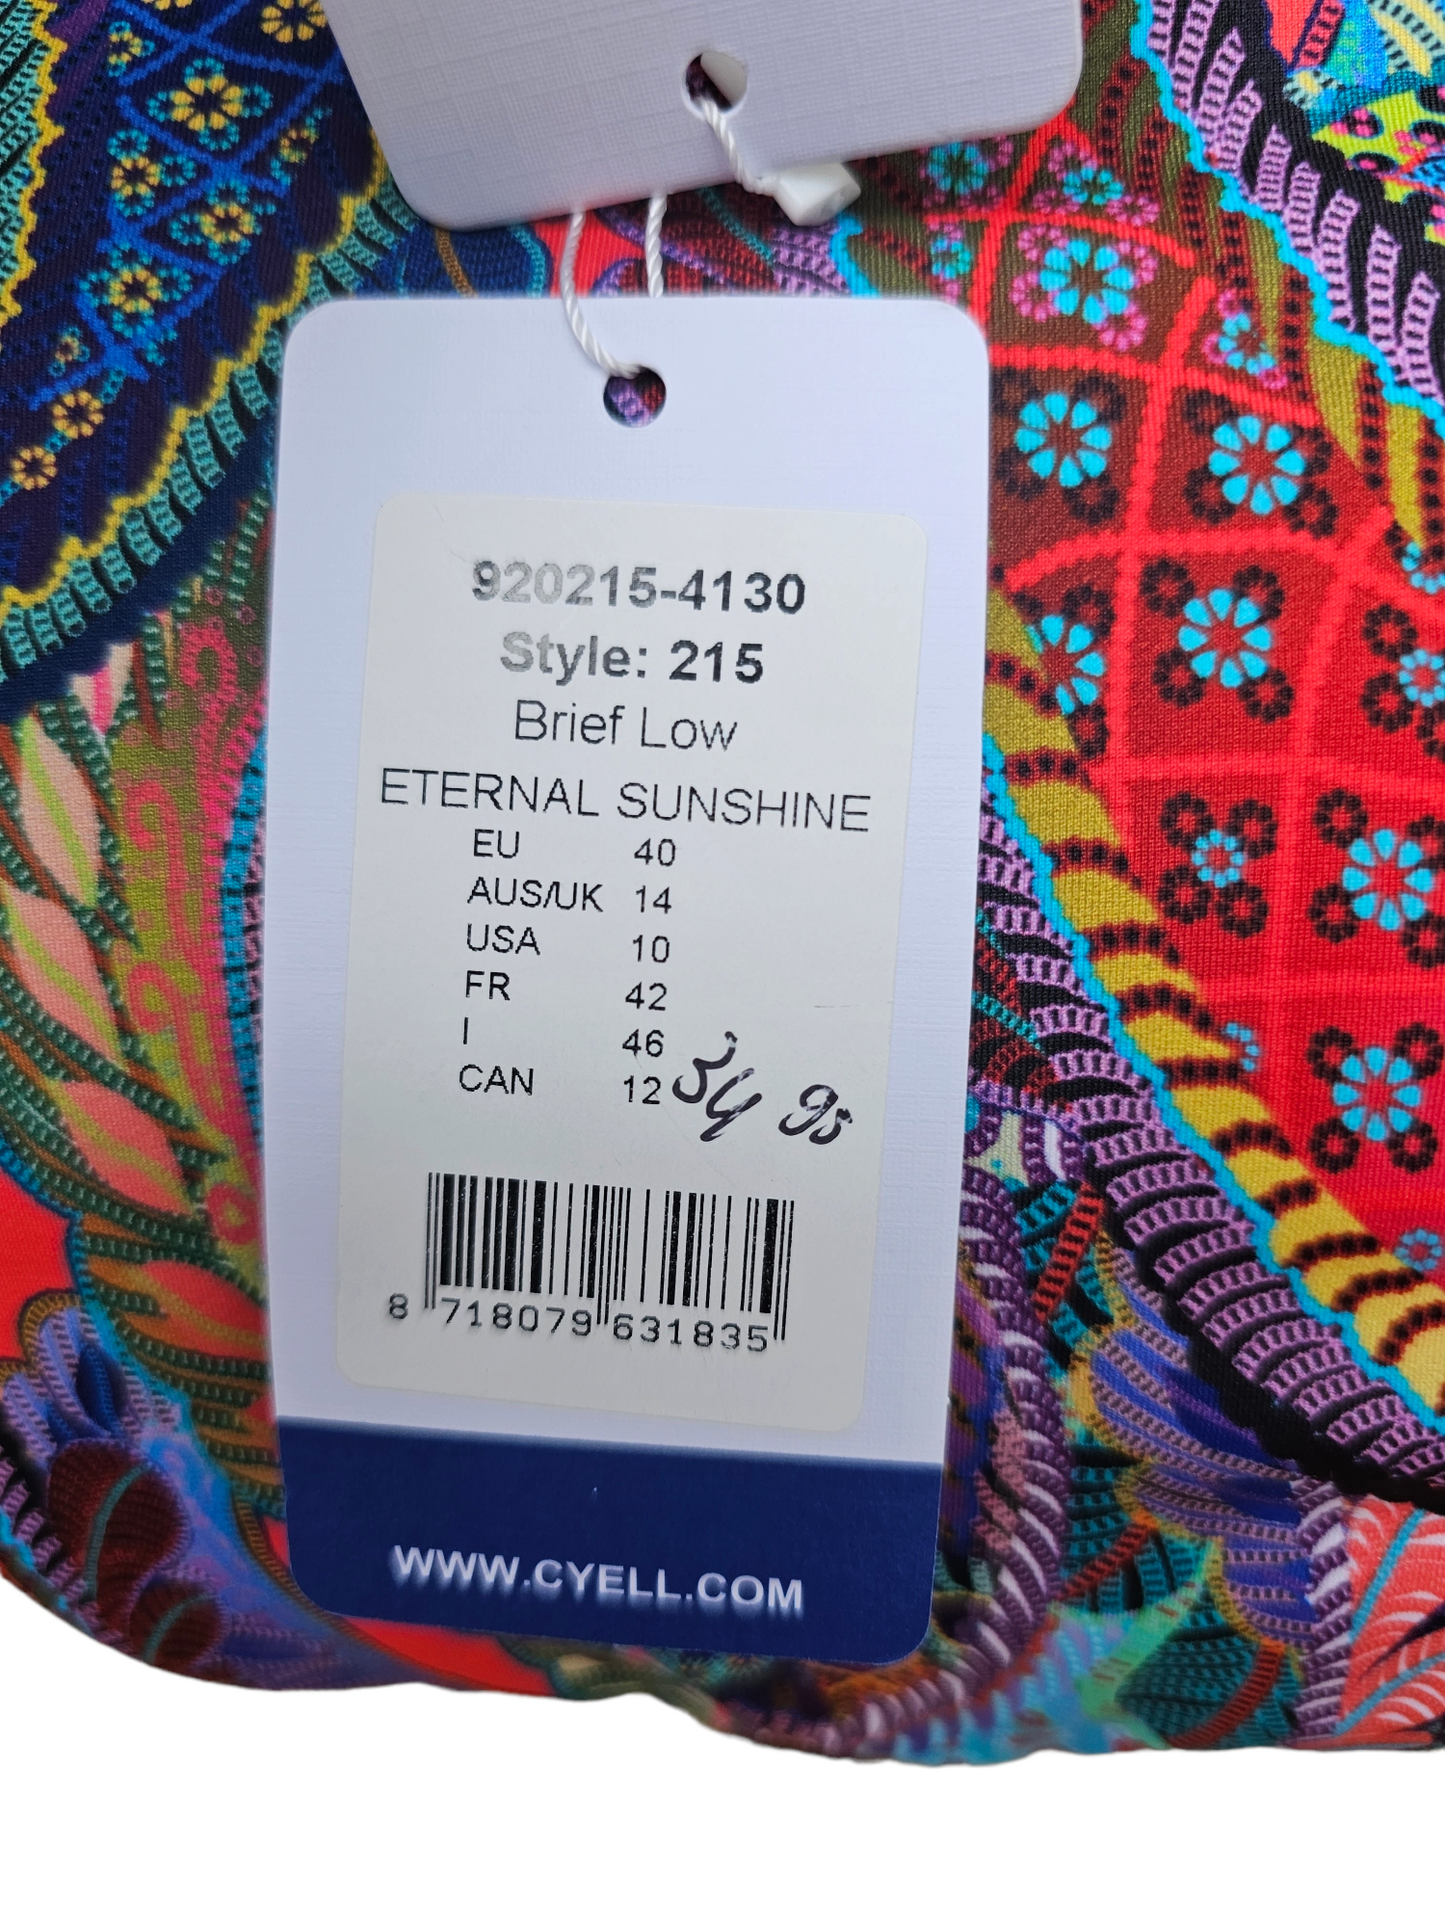 920215-4130
Style: 215
Brief Low
ETERNAL SUNSHINE
EU 40
AUS/UK 14
USA 10
FR 42
I 46
CAN 12
34 95
8 718079 631835
WWW.CYELL.COM